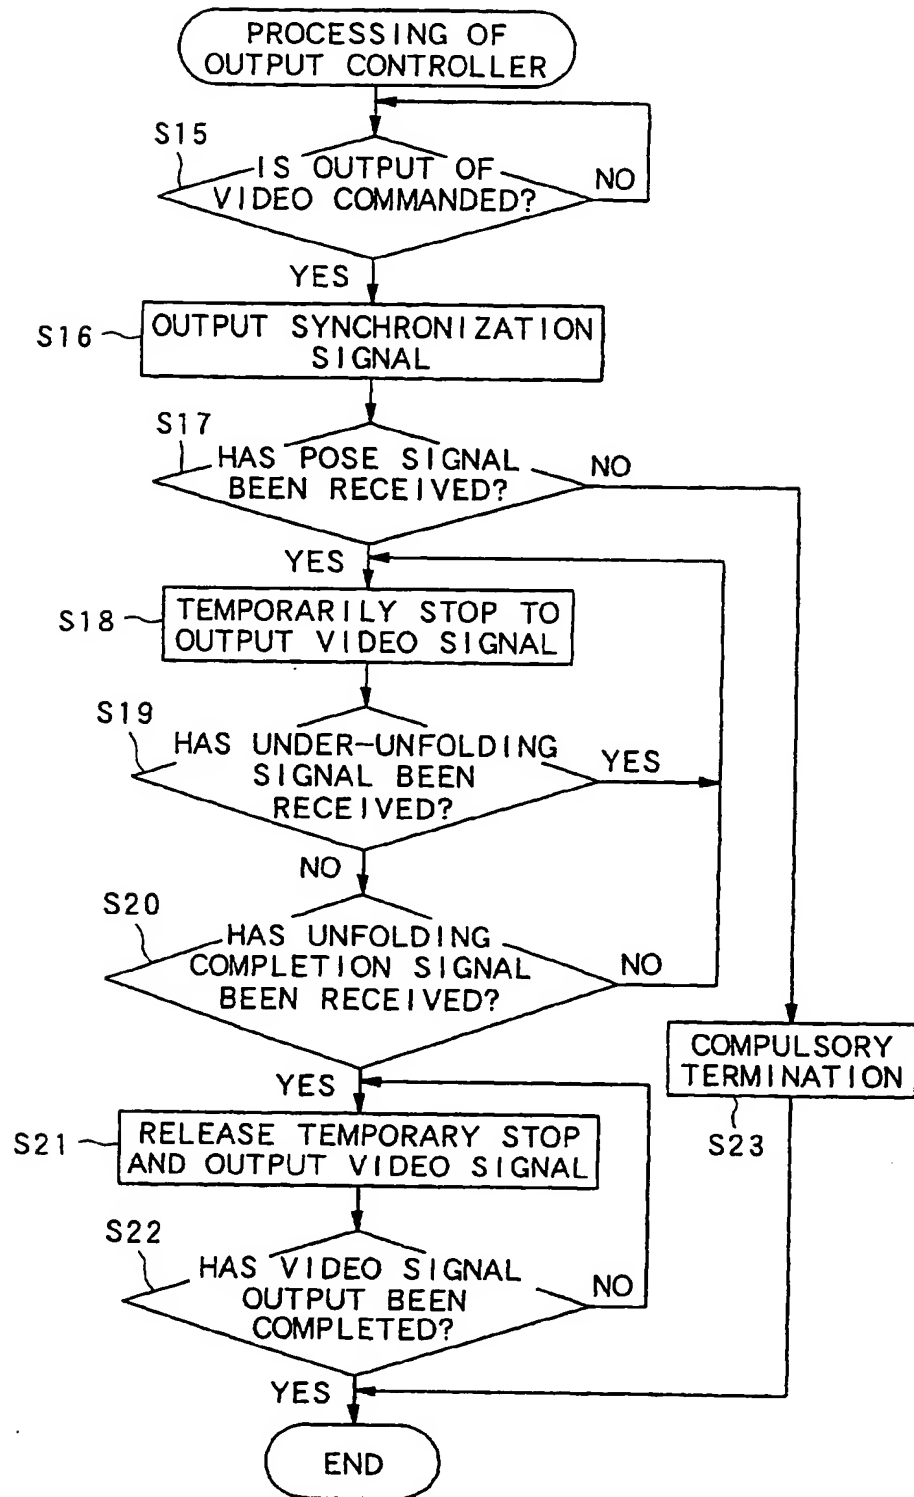 PROCESSING OF
OUTPUT CONTROLLER
S15
IS OUTPUT OF
VIDEO COMMANDED?
NO
YES
S16
OUTPUT SYNCHRONIZATION
SIGNAL
S17
HAS POSE SIGNAL
BEEN RECEIVED?
NO
YES
S18
TEMPORARILY STOP TO
OUTPUT VIDEO SIGNAL
S19
HAS UNDER-UNFOLDING
SIGNAL BEEN
RECEIVED?
YES
NO
S20
HAS UNFOLDING
COMPLETION SIGNAL
BEEN RECEIVED?
NO
COMPULSORY
TERMINATION
S23
YES
S21
RELEASE TEMPORARY STOP
AND OUTPUT VIDEO SIGNAL
S22
HAS VIDEO SIGNAL
OUTPUT BEEN
COMPLETED?
NO
YES
END